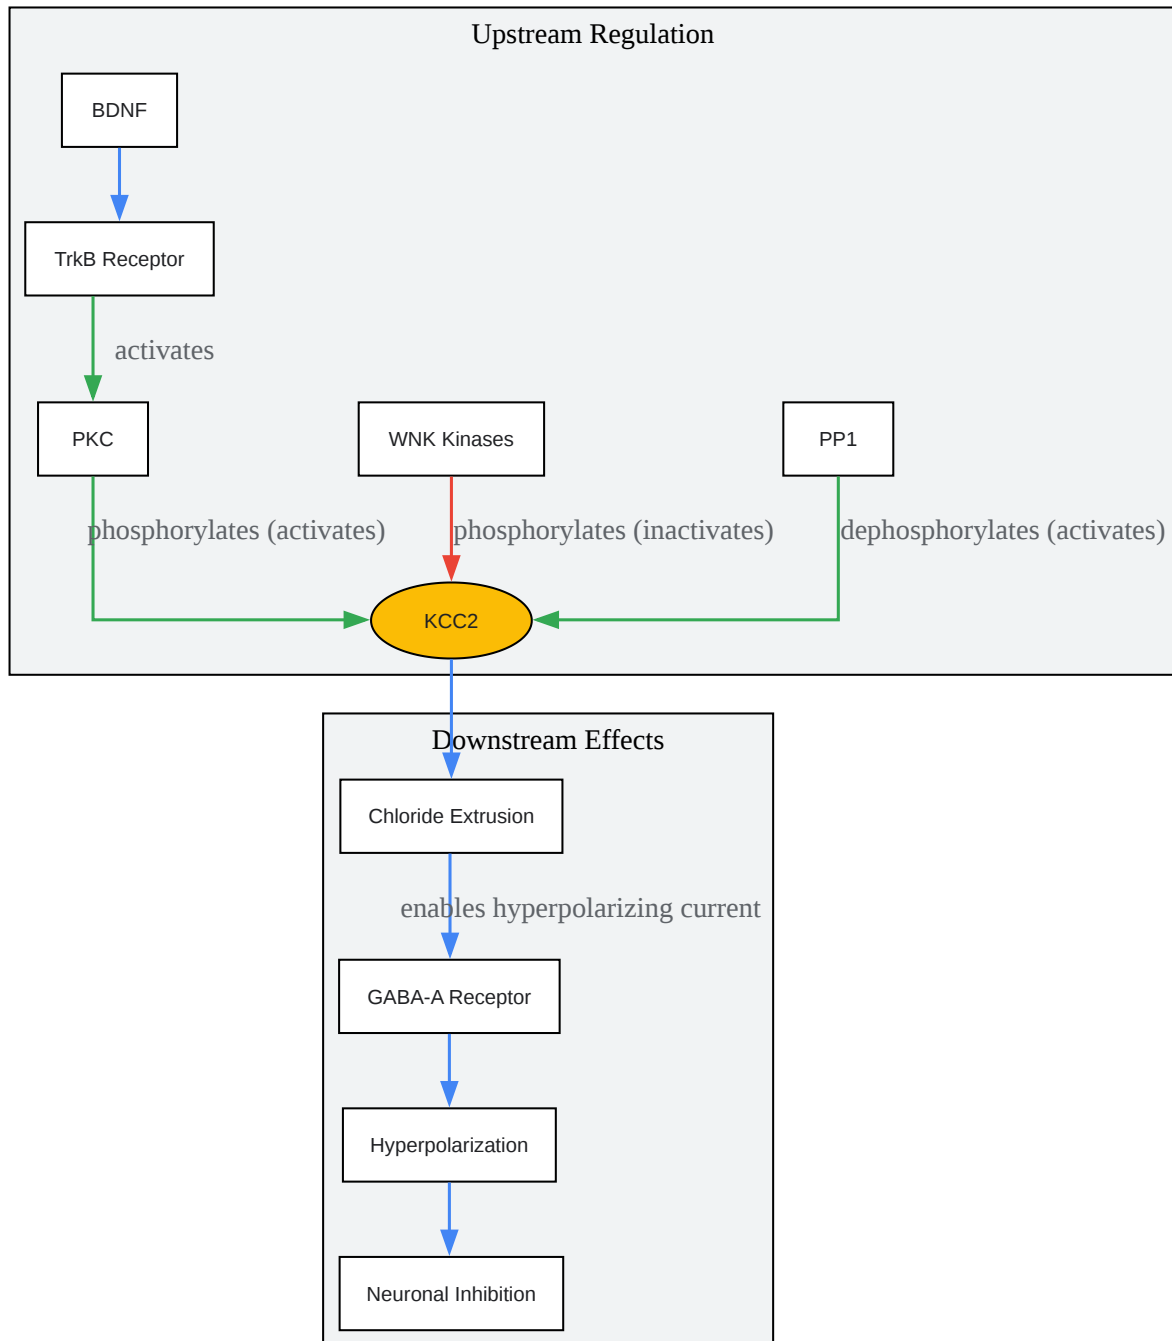 Upstream Regulation
BDNF
TrkB Receptor
activates
PKC
WNK Kinases
PP1
phosphorylates (activates)
phosphorylates (inactivates)
dephosphorylates (activates)
KCC2
Downstream Effects
Chloride Extrusion
enables hyperpolarizing current
GABA-A Receptor
Hyperpolarization
Neuronal Inhibition